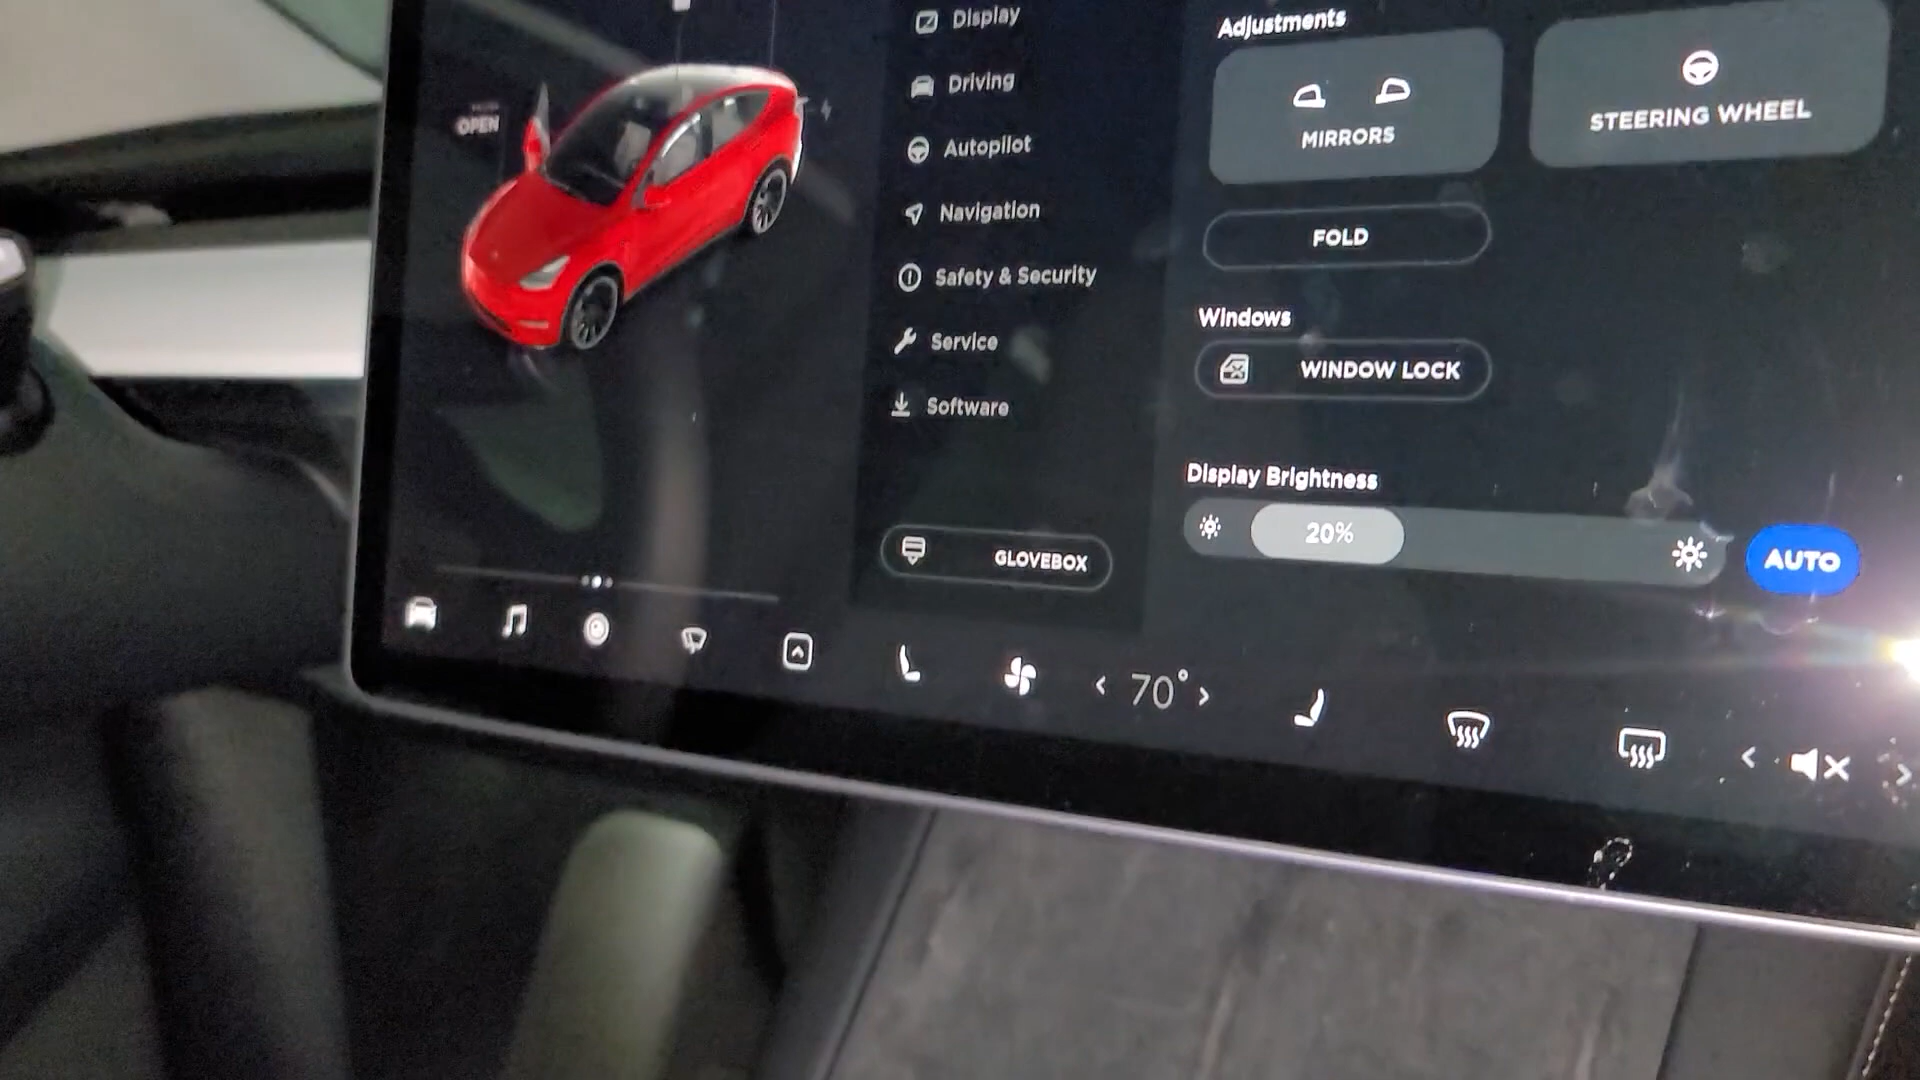 OPEN
Display
Driving
Autopilot
Navigation
Safety & Security
Service
Software
GLOVEBOX
Adjustments
MIRRORS
STEERING WHEEL
FOLD
Windows
WINDOW LOCK
Display Brightness
20%
AUTO
< 70° >